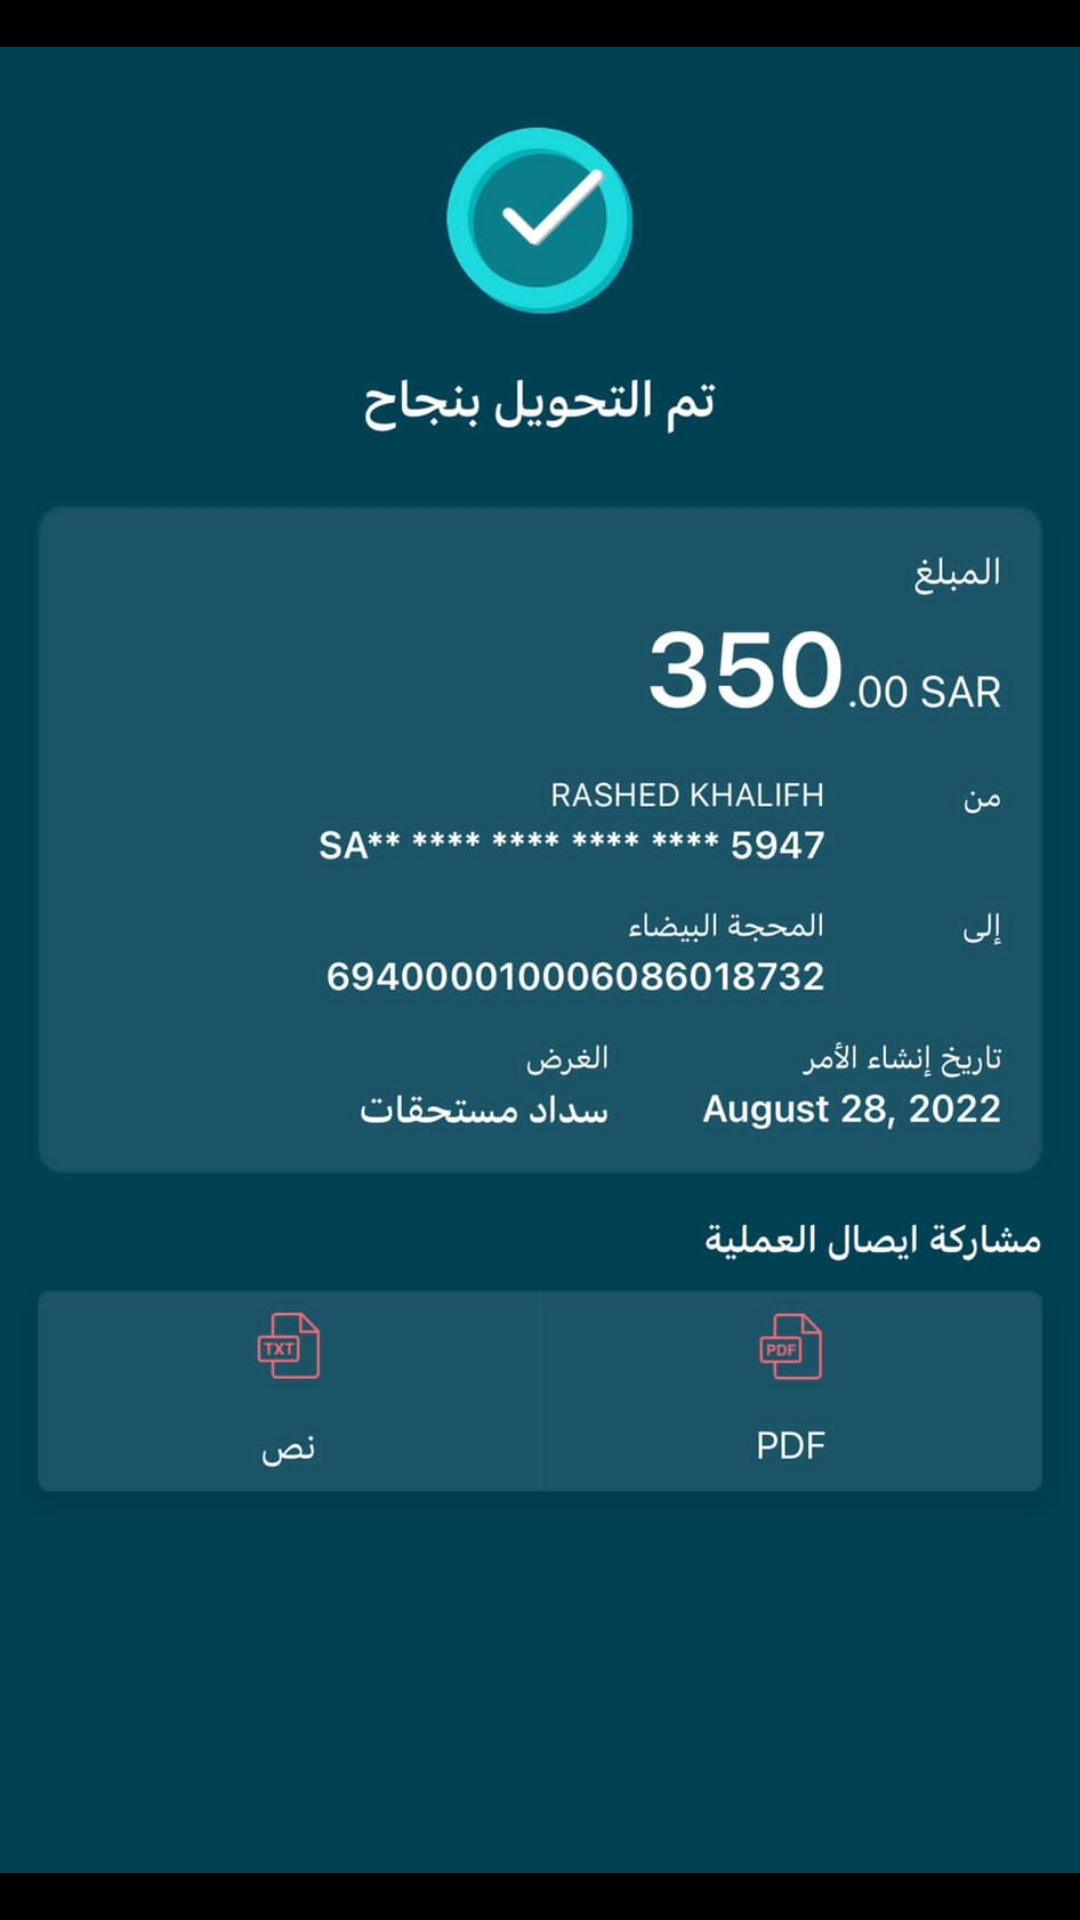 تم التحويل بنجاح
المبلغ
350.00 SAR
من
RASHED KHALIFH
SA** **** **** **** **** 5947
إلى
المحجة البيضاء
694000010006086018732
تاريخ إنشاء الأمر
August 28, 2022
الغرض
سداد مستحقات
مشاركة ايصال العملية
PDF
PDF
TXT
نص